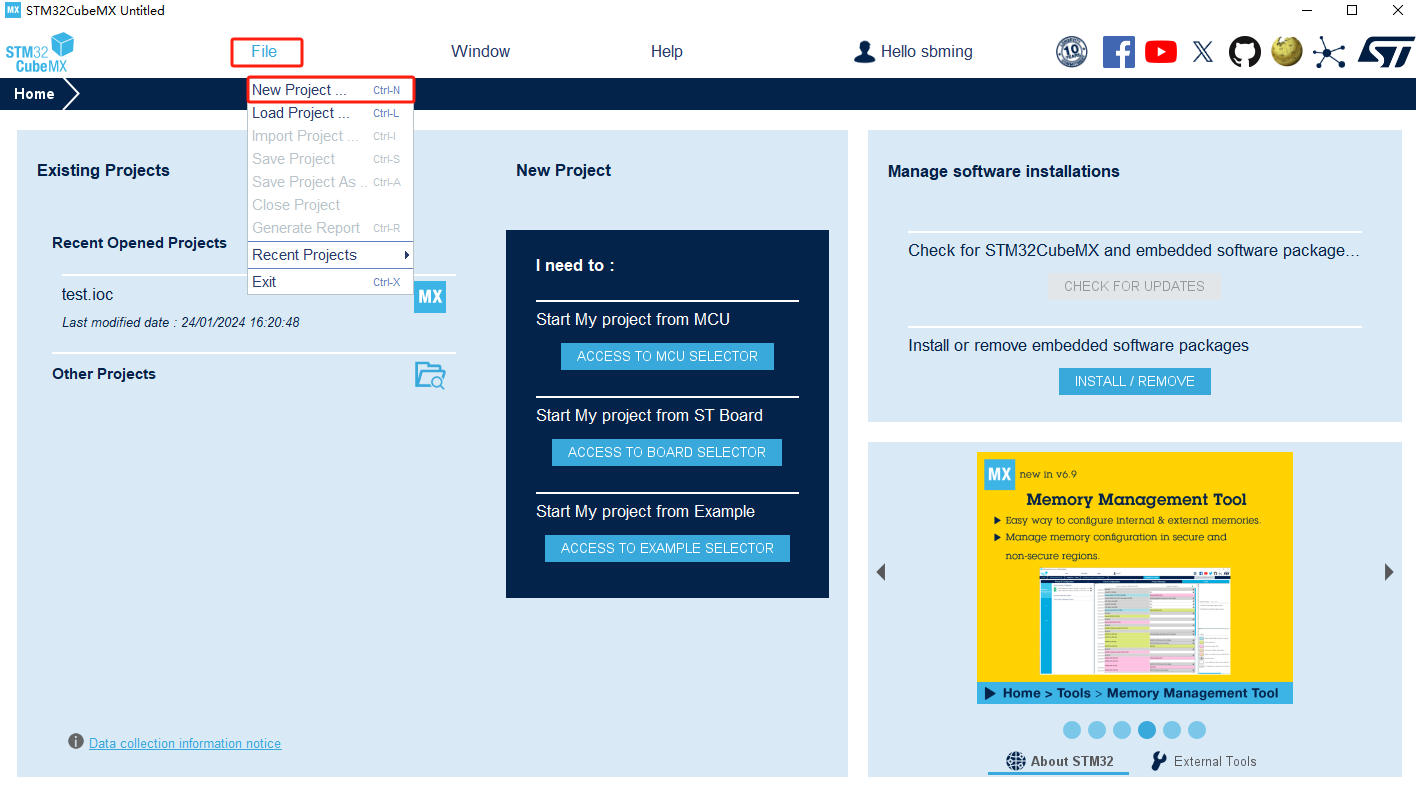 MX STM32CubeMX Untitled
STM32
CubeMX
File
Window
Help
Hello sbming
10
ST
Home
New Project ... Ctrl-N
Load Project ... Ctrl-L
Import Project ... Ctrl-I
Save Project Ctrl-S
Save Project As .. Ctrl-A
Close Project
Generate Report Ctrl-R
Recent Projects
Exit Ctrl-X
Existing Projects
Recent Opened Projects
test.ioc
MX
Last modified date : 24/01/2024 16:20:48
Other Projects
Data collection information notice
New Project
I need to :
Start My project from MCU
ACCESS TO MCU SELECTOR
Start My project from ST Board
ACCESS TO BOARD SELECTOR
Start My project from Example
ACCESS TO EXAMPLE SELECTOR
Manage software installations
Check for STM32CubeMX and embedded software package...
CHECK FOR UPDATES
Install or remove embedded software packages
INSTALL / REMOVE
MX new in v6.9
Memory Management Tool
Easy way to configure internal & external memories.
Manage memory configuration in secure and
non-secure regions.
Home > Tools > Memory Management Tool
About STM32
External Tools